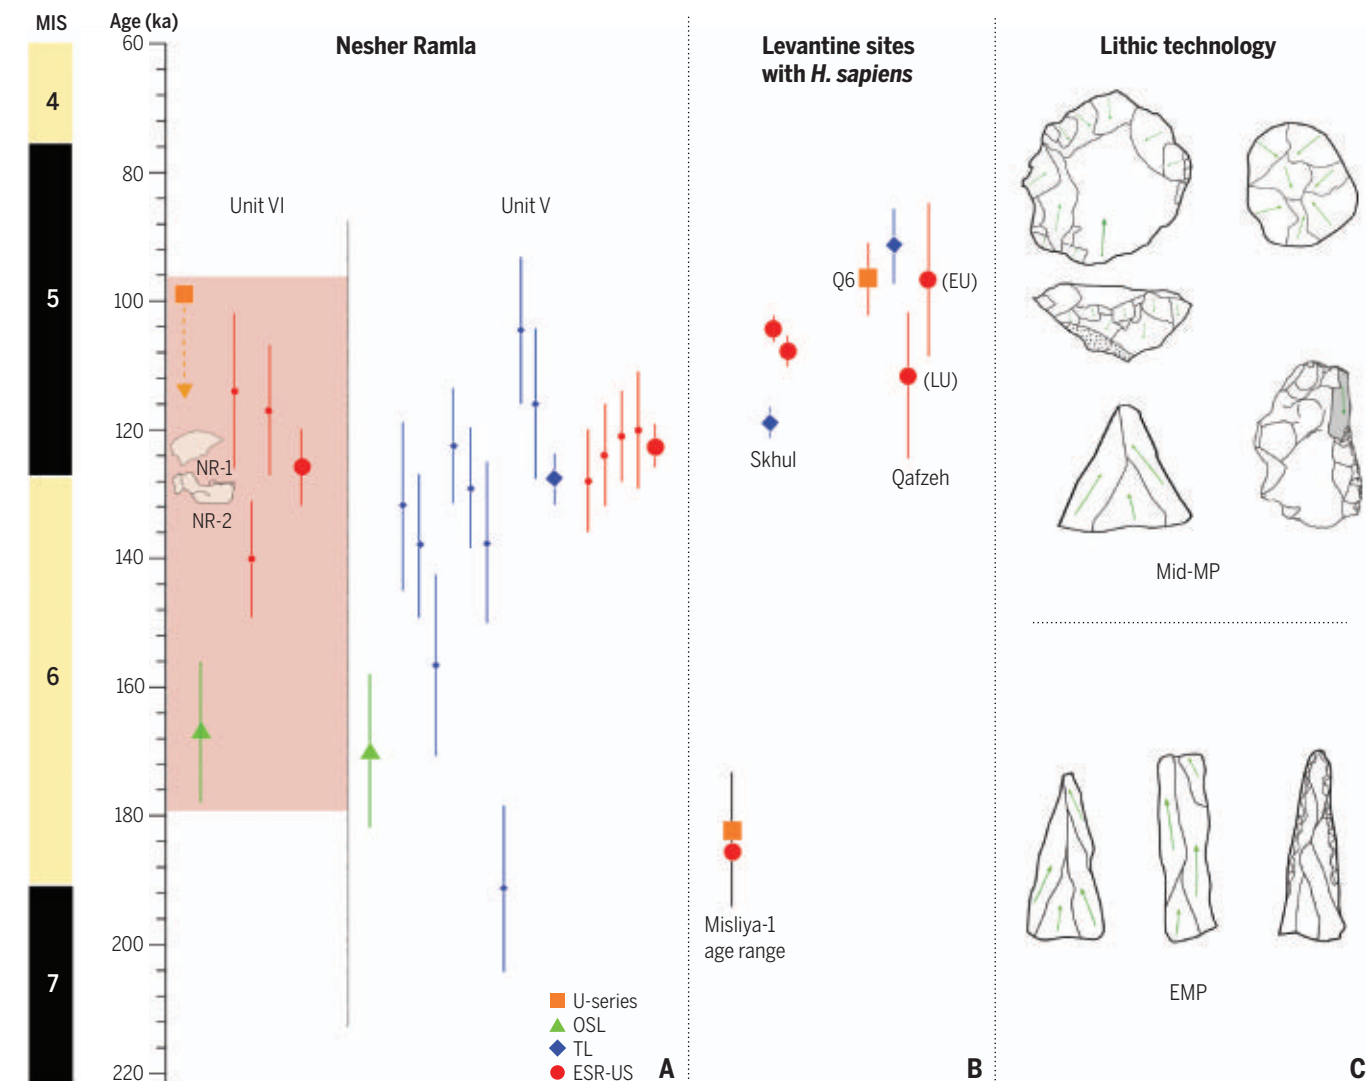 MIS
Age (ka)
Nesher Ramla
Levantine sites
with H. sapiens
Lithic technology
60
4
80
Unit VI
Unit V
5
100
Q6
(EU)
(LU)
120
NR-1
NR-2
Skhul
Qafzeh
Mid-MP
140
160
6
180
Misliya-1
age range
200
7
EMP
U-series
OSL
TL
ESR-US
220
A
B
C